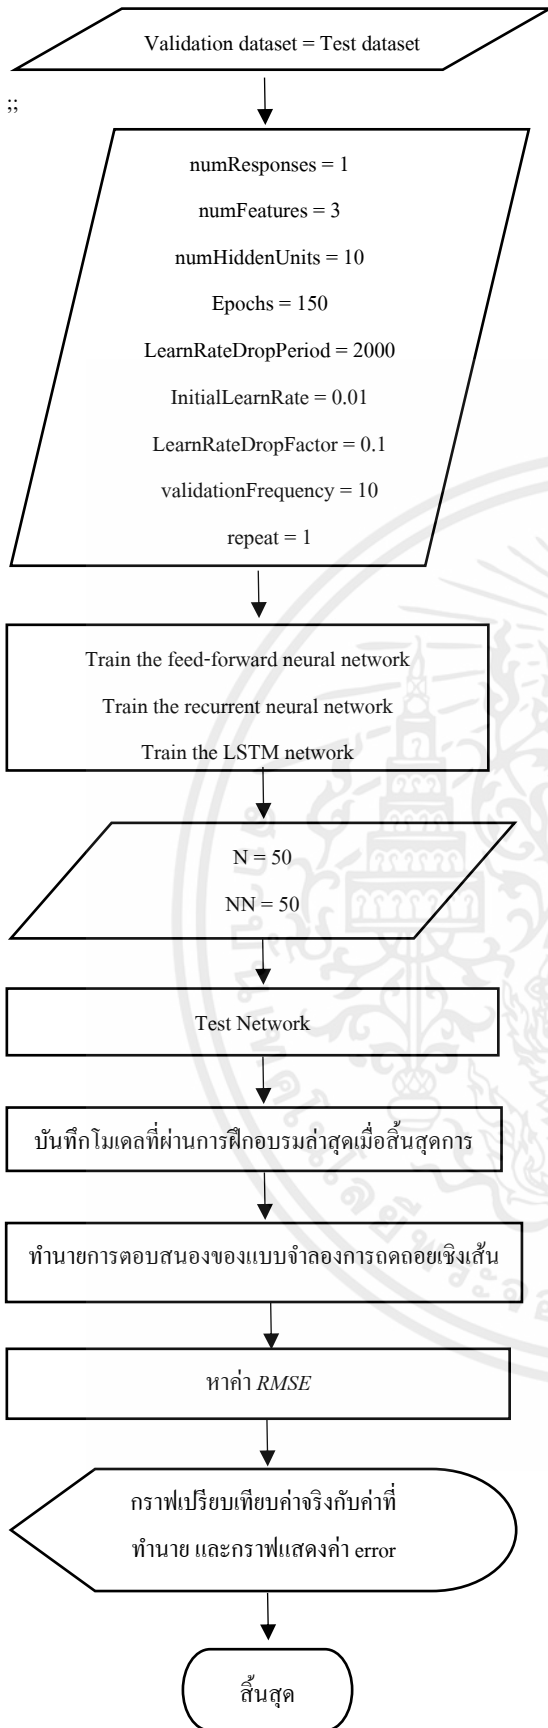 Validation dataset = Test dataset
;;
numResponses = 1
numFeatures = 3
numHiddenUnits = 10
Epochs = 150
LearnRateDropPeriod = 2000
InitialLearnRate = 0.01
LearnRateDropFactor = 0.1
validationFrequency = 10
repeat = 1
Train the feed-forward neural network
Train the recurrent neural network
Train the LSTM network
N = 50
NN = 50
Test Network
บันทึกโมเดลที่ผ่านการฝึกอบรมล่าสุดเมื่อสิ้นสุดการ
ทำนายการตอบสนองของแบบจำลองการถดถอยเชิงเส้น
หาค่า RMSE
กราฟเปรียบเทียบค่าจริงกับค่าที่
ทำนาย และกราฟแสดงค่า error
สิ้นสุด